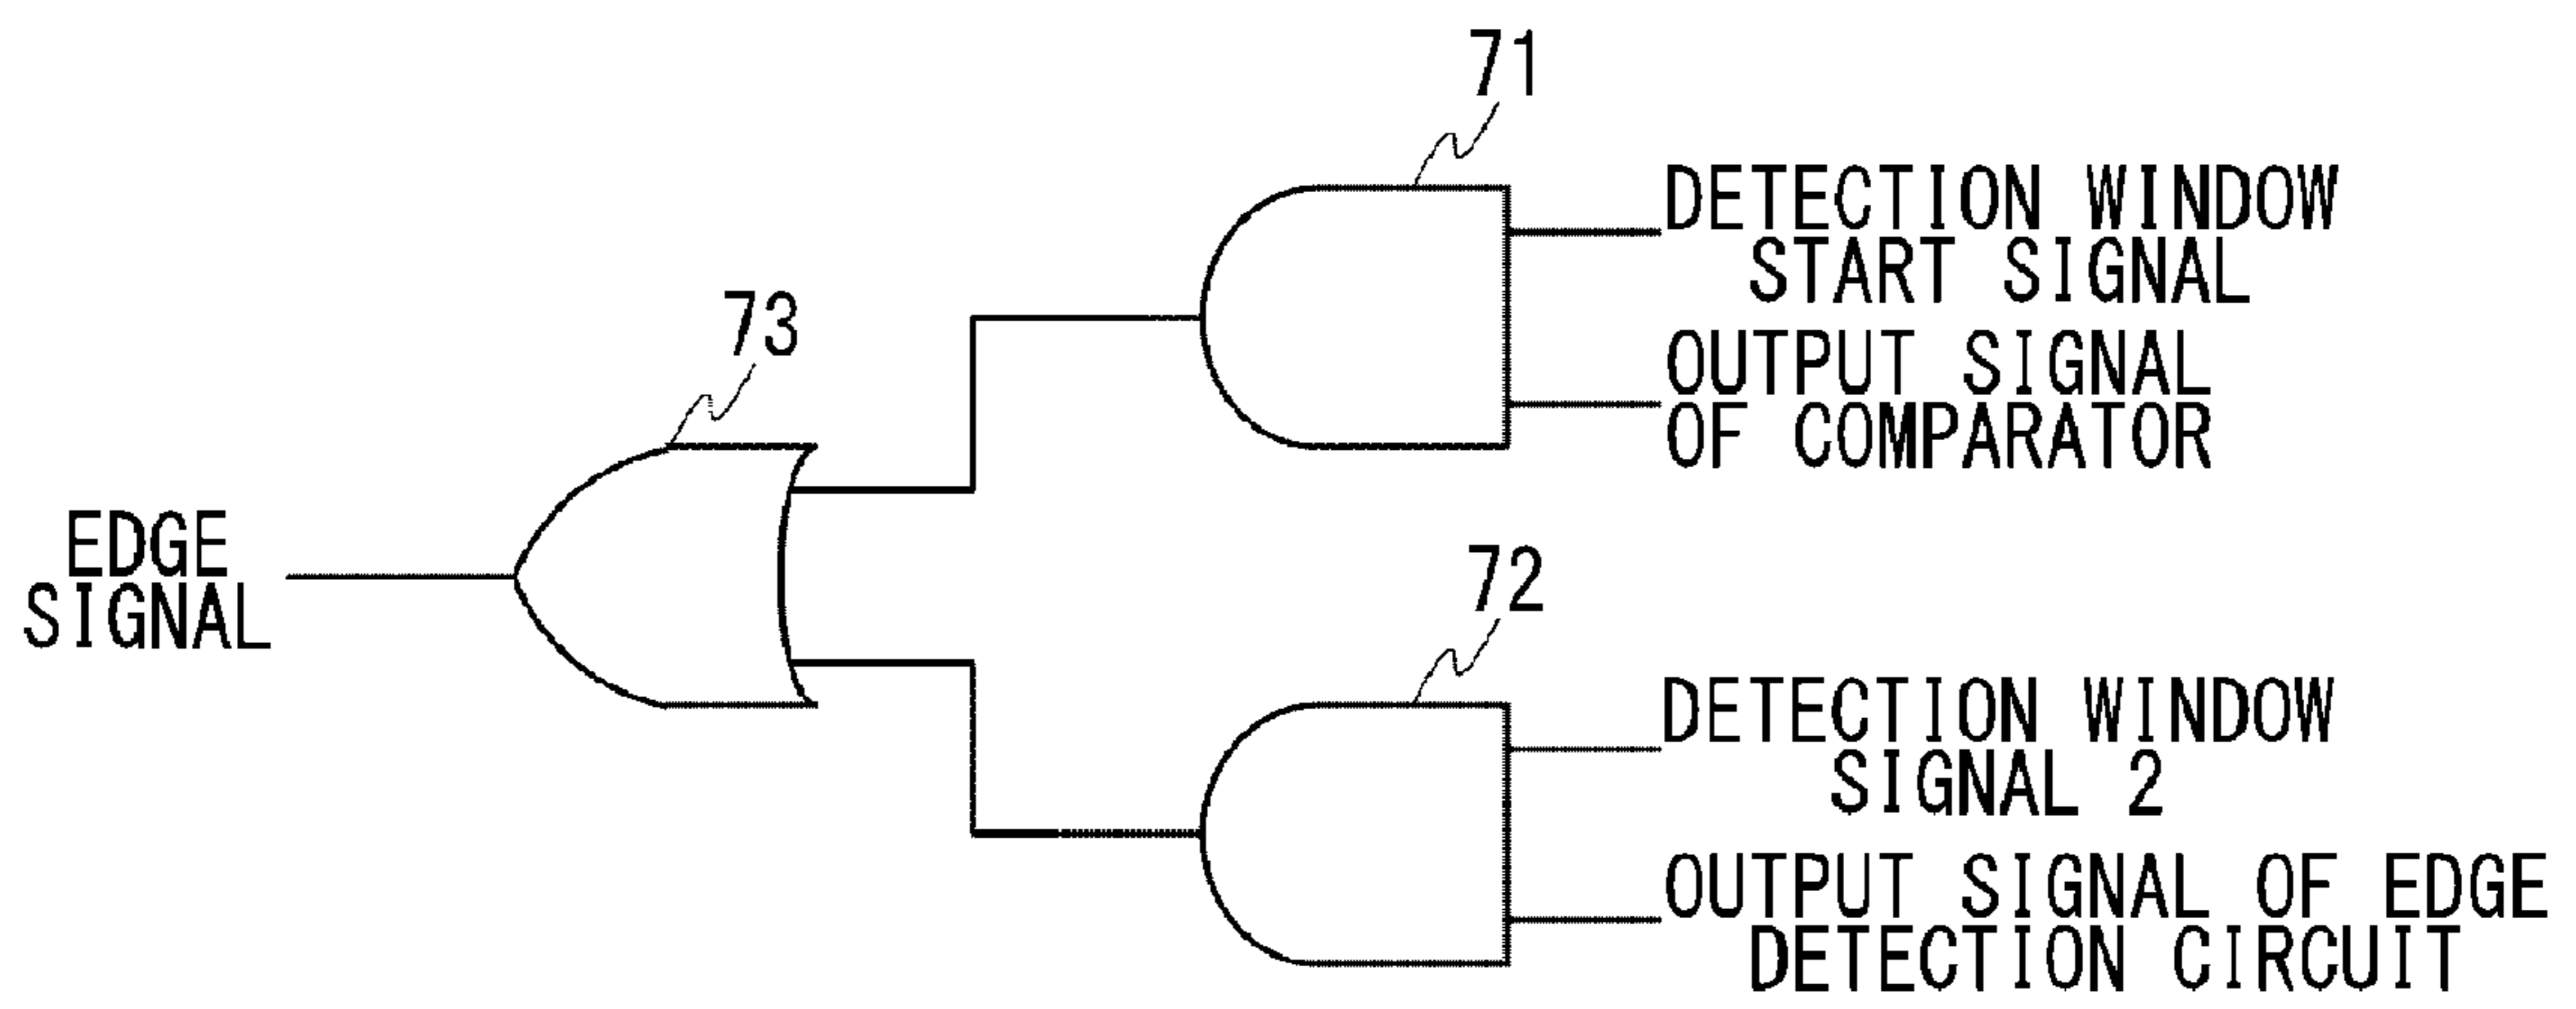 71
DETECTION WINDOW
START SIGNAL
73
OUTPUT SIGNAL
OF COMPARATOR
EDGE
SIGNAL
72
DETECTION WINDOW
SIGNAL 2
OUTPUT SIGNAL OF EDGE
DETECTION CIRCUIT